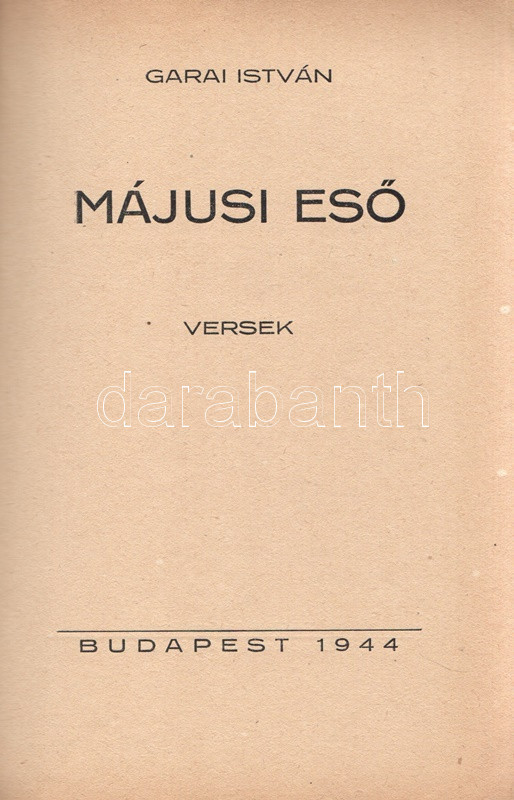 GARAI ISTVÁN
MÁJUSI ESŐ
VERSEK
darabanth
BUDAPEST 1944